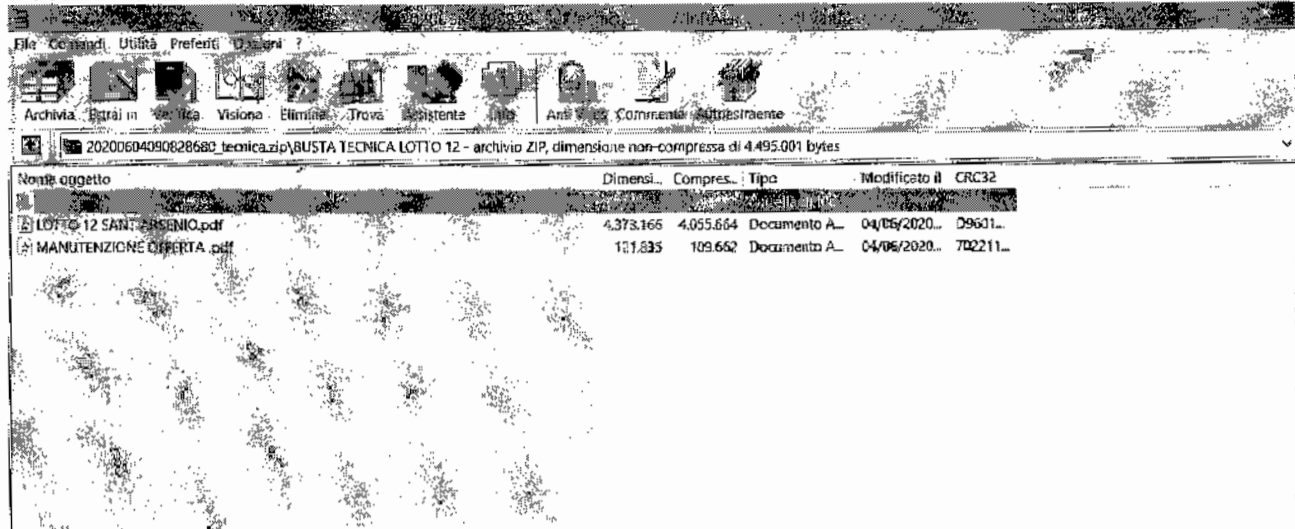 File Comandi Utilità Preferiti Opzioni ?
Archivia Estrai in Verifica Visiona Elimina Trova Assistente Info Antivirus Commento Autoestraente
20200604090828680_tecnica.zip\BUSTA TECNICA LOTTO 12 - archivio ZIP, dimensione non-compressa di 4.495.001 bytes
Nome oggetto Dimensi... Compres... Tipo Modificato il CRC32
LOTTO 12 SANT'ARSENIO.pdf 4.373.166 4.055.664 Documento A... 04/06/2020... D9601...
MANUTENZIONE OFFERTA .pdf 121.835 109.662 Documento A... 04/06/2020... 702211...